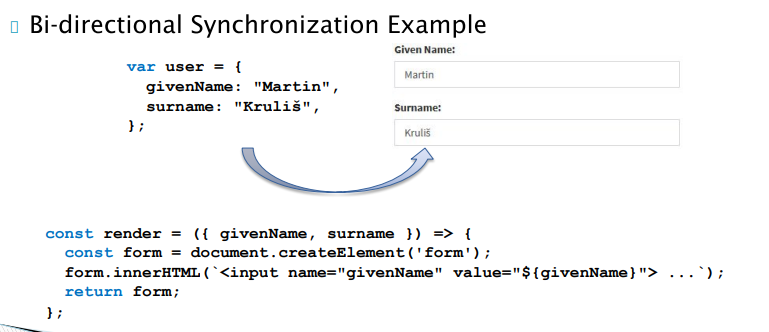 Bi-directional Synchronization Example
var user = {
givenName: "Martin",
surname: "Kruliš",
};
Given Name:
Martin
Surname:
Kruliš
const render = ({ givenName, surname }) => {
const form = document.createElement('form');
form.innerHTML(`<input name="givenName" value="${givenName}"> ...`);
return form;
};